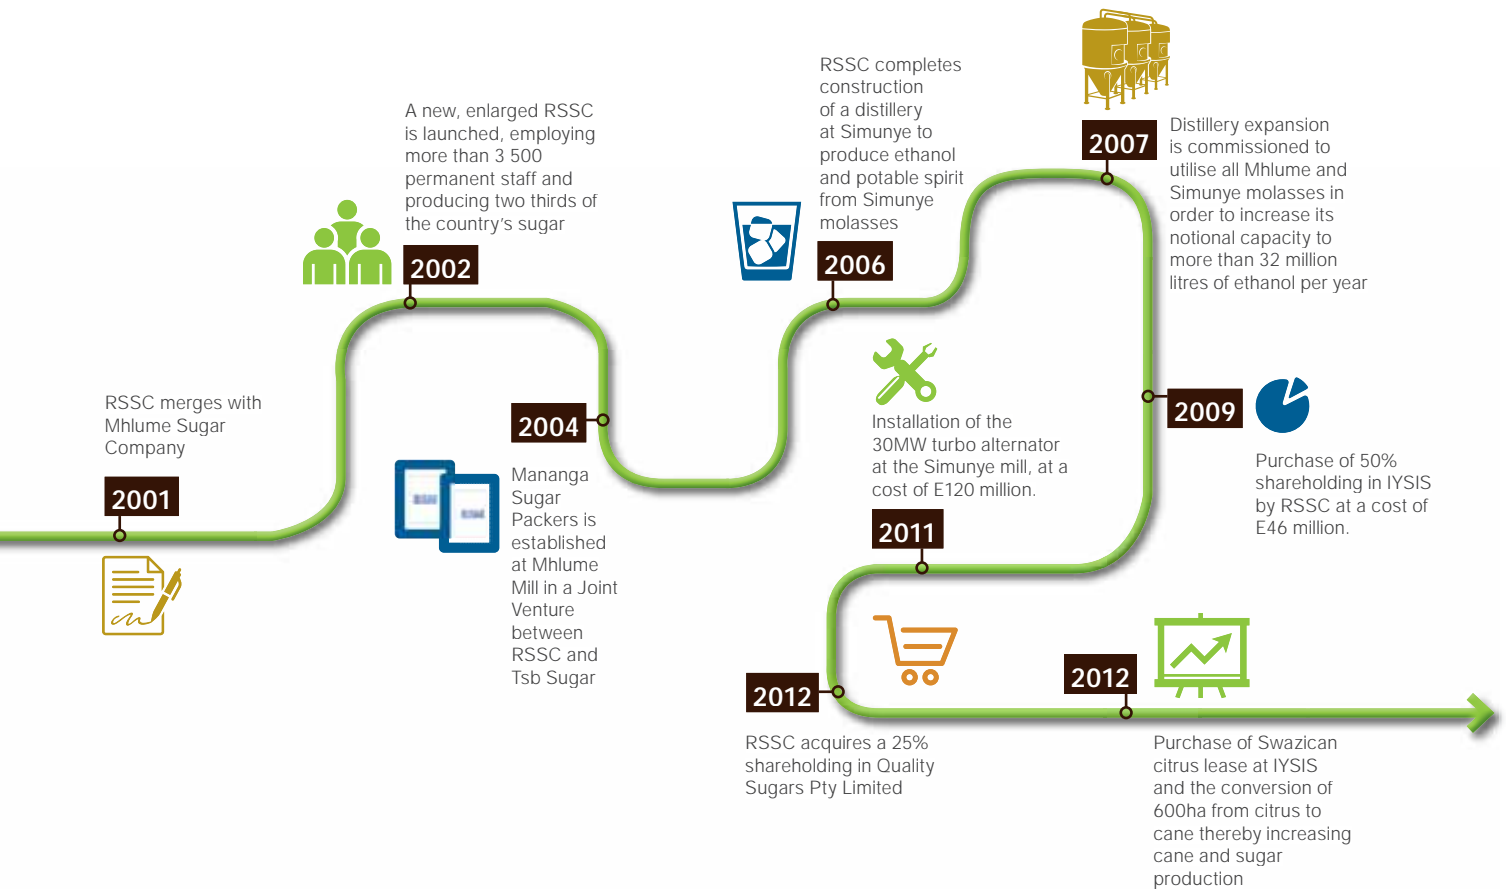 RSSC merges with
Mhlume Sugar
Company
2001
A new, enlarged RSSC
is launched, employing
more than 3 500
permanent staff and
producing two thirds of
the country's sugar
2002
2004
Mananga
Sugar
Packers is
established
at Mhlume
Mill in a Joint
Venture
between
RSSC and
Tsb Sugar
RSSC completes
construction
of a distillery
at Simunye to
produce ethanol
and potable spirit
from Simunye
molasses
2006
2007
Distillery expansion
is commissioned to
utilise all Mhlume and
Simunye molasses in
order to increase its
notional capacity to
more than 32 million
litres of ethanol per year
2009
Purchase of 50%
shareholding in IYSIS
by RSSC at a cost of
E46 million.
Installation of the
30MW turbo alternator
at the Simunye mill, at a
cost of E120 million.
2011
2012
RSSC acquires a 25%
shareholding in Quality
Sugars Pty Limited
2012
Purchase of Swazican
citrus lease at IYSIS
and the conversion of
600ha from citrus to
cane thereby increasing
cane and sugar
production